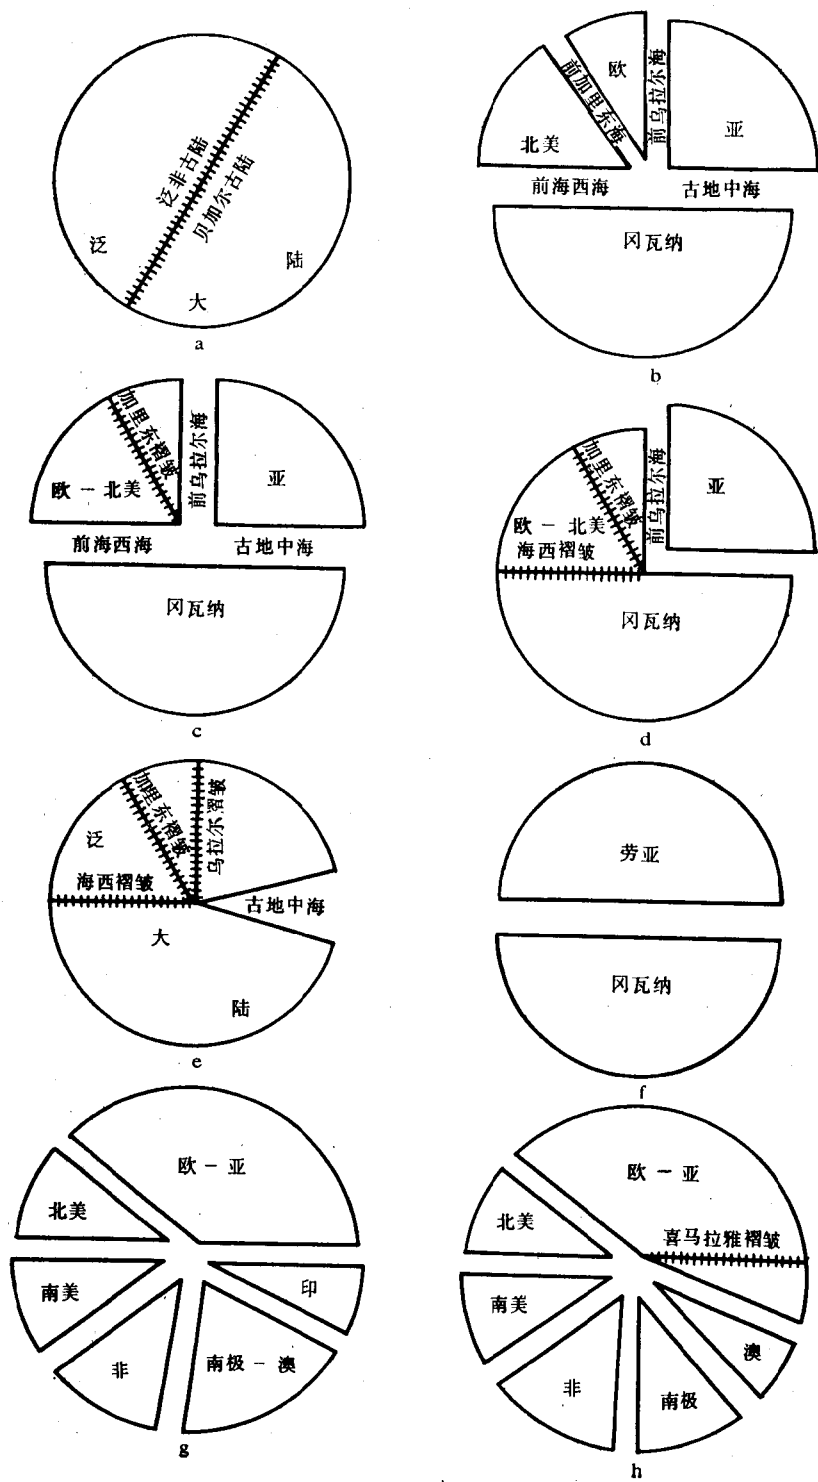 泛非古陆
贝加尔古陆
泛
大
陆
a
北美
前加里东海
欧
前乌拉尔海
亚
前海西海
古地中海
冈瓦纳
b
加里东褶皱
欧－北美
前乌拉尔海
亚
前海西海
古地中海
冈瓦纳
c
加里东褶皱
欧－北美
海西褶皱
前乌拉尔海
亚
冈瓦纳
d
加里东褶皱
乌拉尔褶皱
泛
海西褶皱
古地中海
大
陆
e
劳亚
冈瓦纳
f
欧－亚
北美
南美
印
非
南极－澳
g
欧－亚
北美
喜马拉雅褶皱
南美
澳
非
南极
h